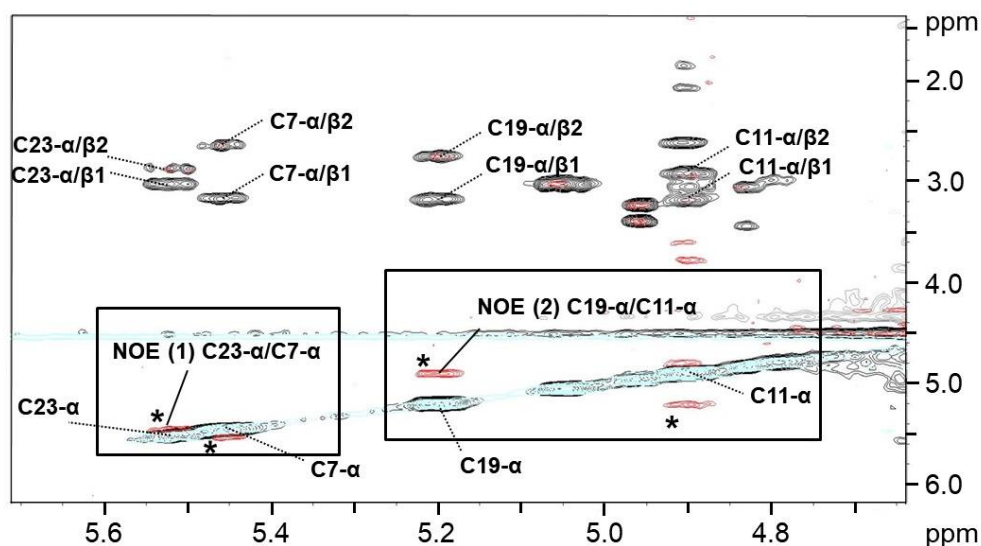 ppm
2.0
C7-α/β2
C19-α/β2
C11-α/β2
C23-α/β2
C23-α/β1
C7-α/β1
C19-α/β1
C11-α/β1
3.0
4.0
NOE (2) C19-α/C11-α
NOE (1) C23-α/C7-α
*
5.0
C23-α
*
C11-α
*
*
C7-α
C19-α
6.0
5.6
5.4
5.2
5.0
4.8
ppm